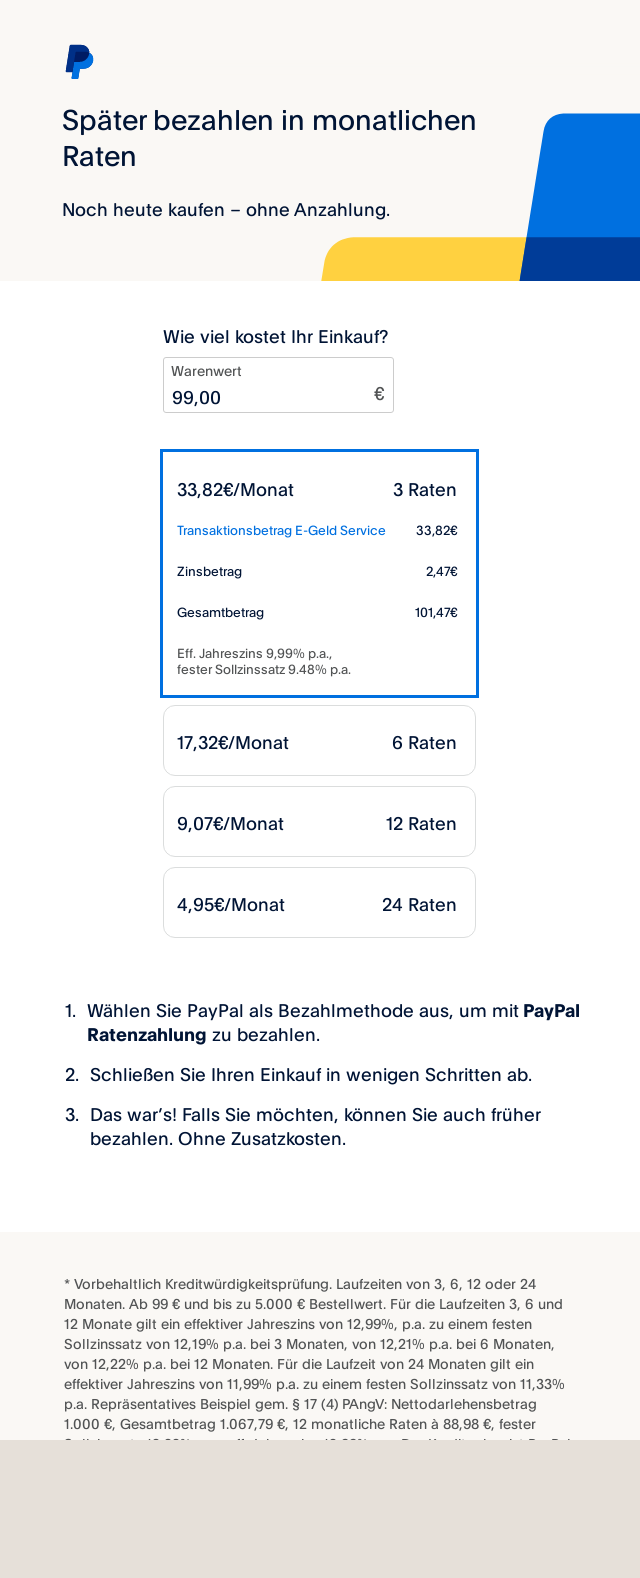 Später bezahlen in monatlichen
Raten
Noch heute kaufen – ohne Anzahlung.
Wie viel kostet Ihr Einkauf?
Warenwert
99,00 €
33,82€/Monat 3 Raten
Transaktionsbetrag E-Geld Service 33,82€
Zinsbetrag 2,47€
Gesamtbetrag 101,47€
Eff. Jahreszins 9,99% p.a.,
fester Sollzinssatz 9.48% p.a.
17,32€/Monat 6 Raten
9,07€/Monat 12 Raten
4,95€/Monat 24 Raten
1. Wählen Sie PayPal als Bezahlmethode aus, um mit PayPal
Ratenzahlung zu bezahlen.
2. Schließen Sie Ihren Einkauf in wenigen Schritten ab.
3. Das war’s! Falls Sie möchten, können Sie auch früher
bezahlen. Ohne Zusatzkosten.
* Vorbehaltlich Kreditwürdigkeitsprüfung. Laufzeiten von 3, 6, 12 oder 24
Monaten. Ab 99 € und bis zu 5.000 € Bestellwert. Für die Laufzeiten 3, 6 und
12 Monate gilt ein effektiver Jahreszins von 12,99%, p.a. zu einem festen
Sollzinssatz von 12,19% p.a. bei 3 Monaten, von 12,21% p.a. bei 6 Monaten,
von 12,22% p.a. bei 12 Monaten. Für die Laufzeit von 24 Monaten gilt ein
effektiver Jahreszins von 11,99% p.a. zu einem festen Sollzinssatz von 11,33%
p.a. Repräsentatives Beispiel gem. § 17 (4) PAngV: Nettodarlehensbetrag
1.000 €, Gesamtbetrag 1.067,79 €, 12 monatliche Raten à 88,98 €, fester